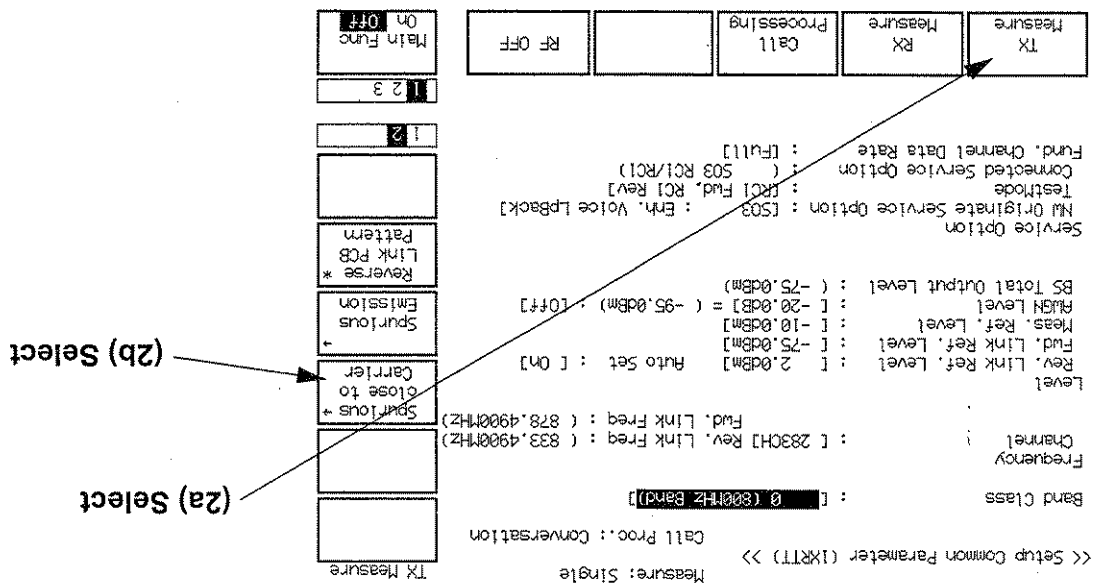 Measure: Single
<< Setup Common Parameter (1XRTT) >>
Call Proc.: Conversation
Band Class : [ 0 (800MHz Band)]
Frequency
Channel : [ 283CH] Rev. Link Freq : ( 833.4900MHz)
Fwd. Link Freq : ( 878.4900MHz)
Level
Rev. Link Ref. Level : [ 2.0dBm] Auto Set : [ On ]
Fwd. Link Ref. Level : [ -75.0dBm]
Meas. Ref. Level : [ -10.0dBm]
AWGN Level : [ -20.0dB] = ( -95.0dBm) : [Off]
BS Total Output Level : ( -75.0dBm)
Service Option
NW Originate Service Option : [SO3 : Enh. Voice LpBack]
TestMode : [RC1 Fwd, RC1 Rev]
Connected Service Option : ( SO3 RC1/RC1)
Fund. Channel Data Rate : [Full]
TX
Measure
RX
Measure
Call
Processing
RF OFF
TX Measure
Spurious →
close to
Carrier
Spurious →
Emission
Reverse *
Link PCB
Pattern
1 2
1 2 3
Main Func
On Off
(2a) Select
(2b) Select